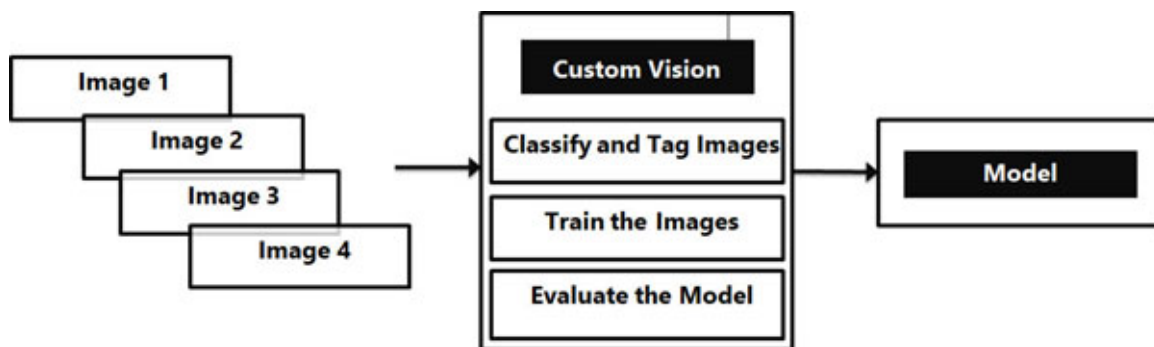 Image 1
Image 2
Image 3
Image 4
Custom Vision
Classify and Tag Images
Train the Images
Evaluate the Model
Model